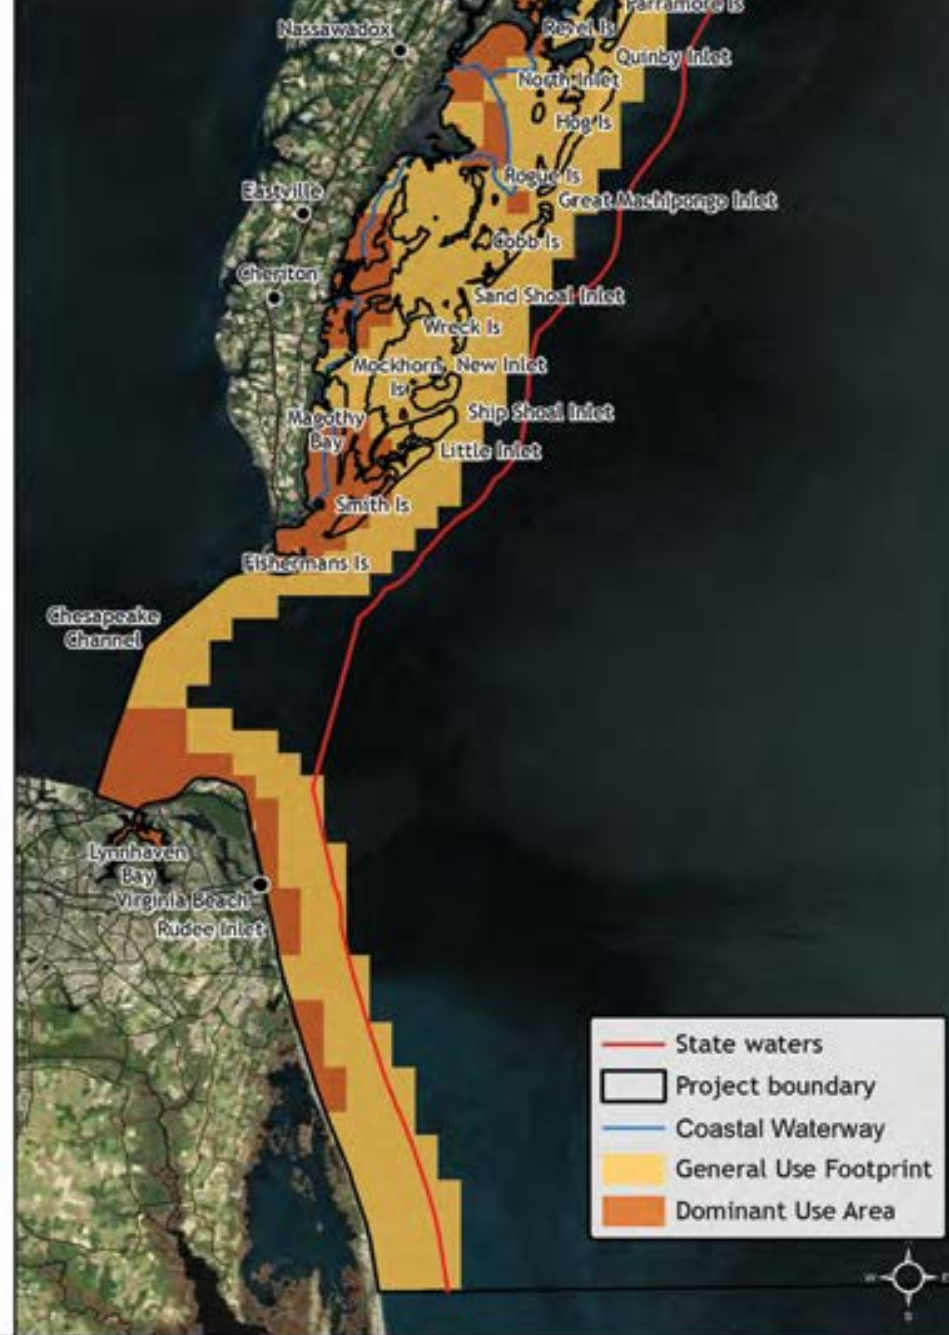 Parramore Is
Nassawadox
Revel Is
Quinby Inlet
North Inlet
Hog Is
Rogue Is
Eastville
Great Machipongo Inlet
Cobb Is
Cheriton
Sand Shoal Inlet
Wreck Is
Mockhorn
Is
New Inlet
Magothy
Bay
Ship Shoal Inlet
Little Inlet
Smith Is
Fishermans Is
Chesapeake
Channel
Lynnhaven
Bay
Virginia Beach
Rudee Inlet
State waters
Project boundary
Coastal Waterway
General Use Footprint
Dominant Use Area
W
S